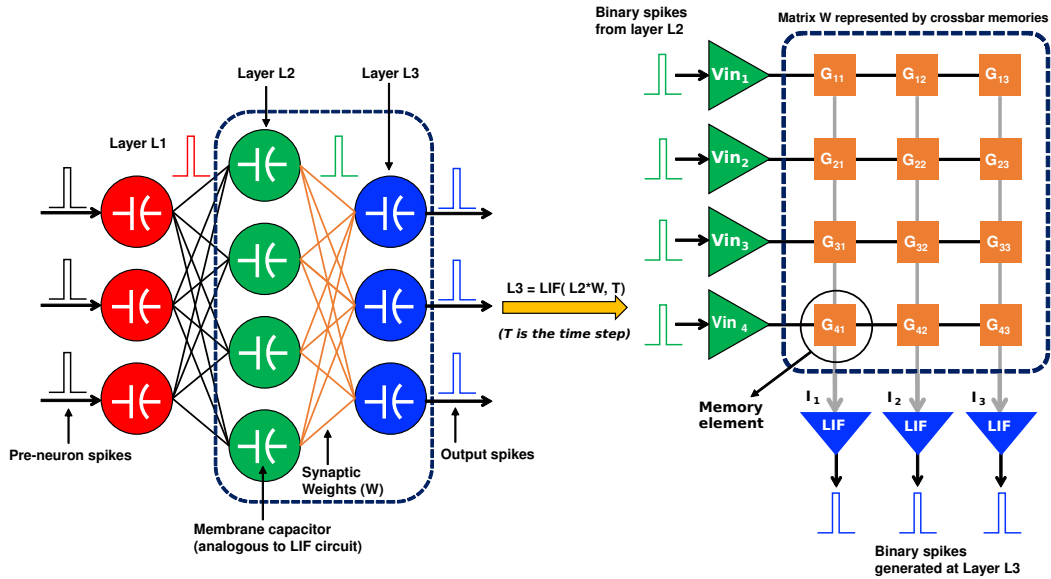 Layer L2
Layer L3
Layer L1
Pre-neuron spikes
Synaptic
Weights (W)
Output spikes
Membrane capacitor
(analogous to LIF circuit)
L3 = LIF( L2*W, T)
(T is the time step)
Binary spikes
from layer L2
Matrix W represented by crossbar memories
Vin1 G11 G12 G13
Vin2 G21 G22 G23
Vin3 G31 G32 G33
Vin 4 G41 G42 G43
Memory
element
I1 I2 I3
LIF LIF LIF
Binary spikes
generated at Layer L3